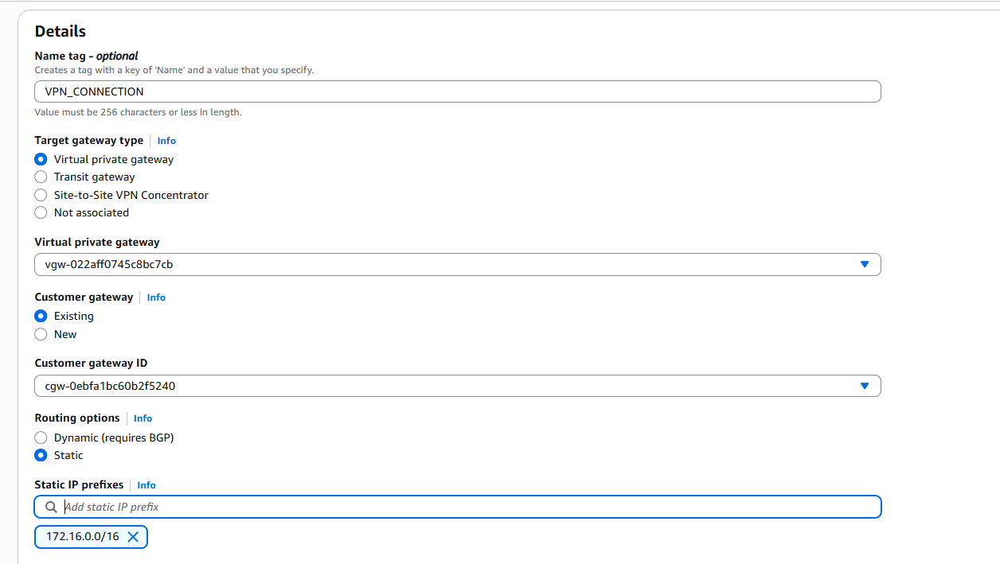 Details
Name tag - optional
Creates a tag with a key of 'Name' and a value that you specify.
VPN_CONNECTION
Value must be 256 characters or less in length.
Target gateway type Info
Virtual private gateway
Transit gateway
Site-to-Site VPN Concentrator
Not associated
Virtual private gateway
vgw-022aff0745c8bc7cb
Customer gateway Info
Existing
New
Customer gateway ID
cgw-0ebfa1bc60b2f5240
Routing options Info
Dynamic (requires BGP)
Static
Static IP prefixes Info
Add static IP prefix
172.16.0.0/16